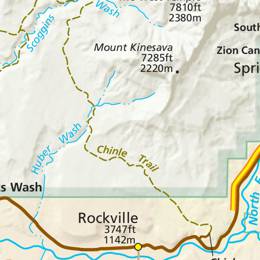 Wash
7810ft
2380m
Scoggins
Mount Kinesava
7285ft
2220m
South
Zion Can
Spri
Huber Wash
Chinle Trail
s Wash
Rockville
3747ft
1142m
North